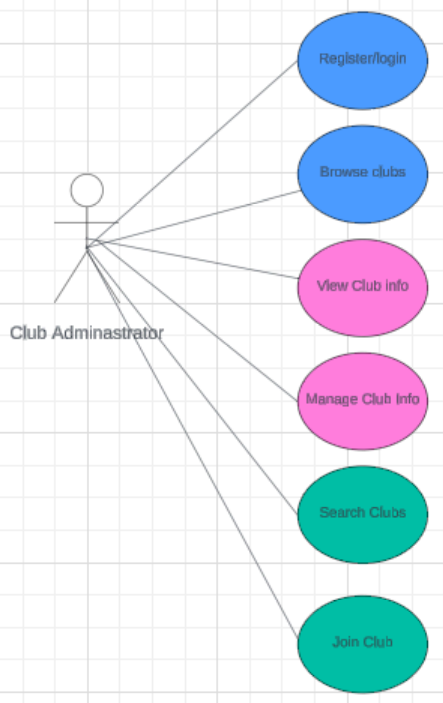 Register/login
Browse clubs
View Club info
Club Adminastrator
Manage Club Info
Search Clubs
Join Club